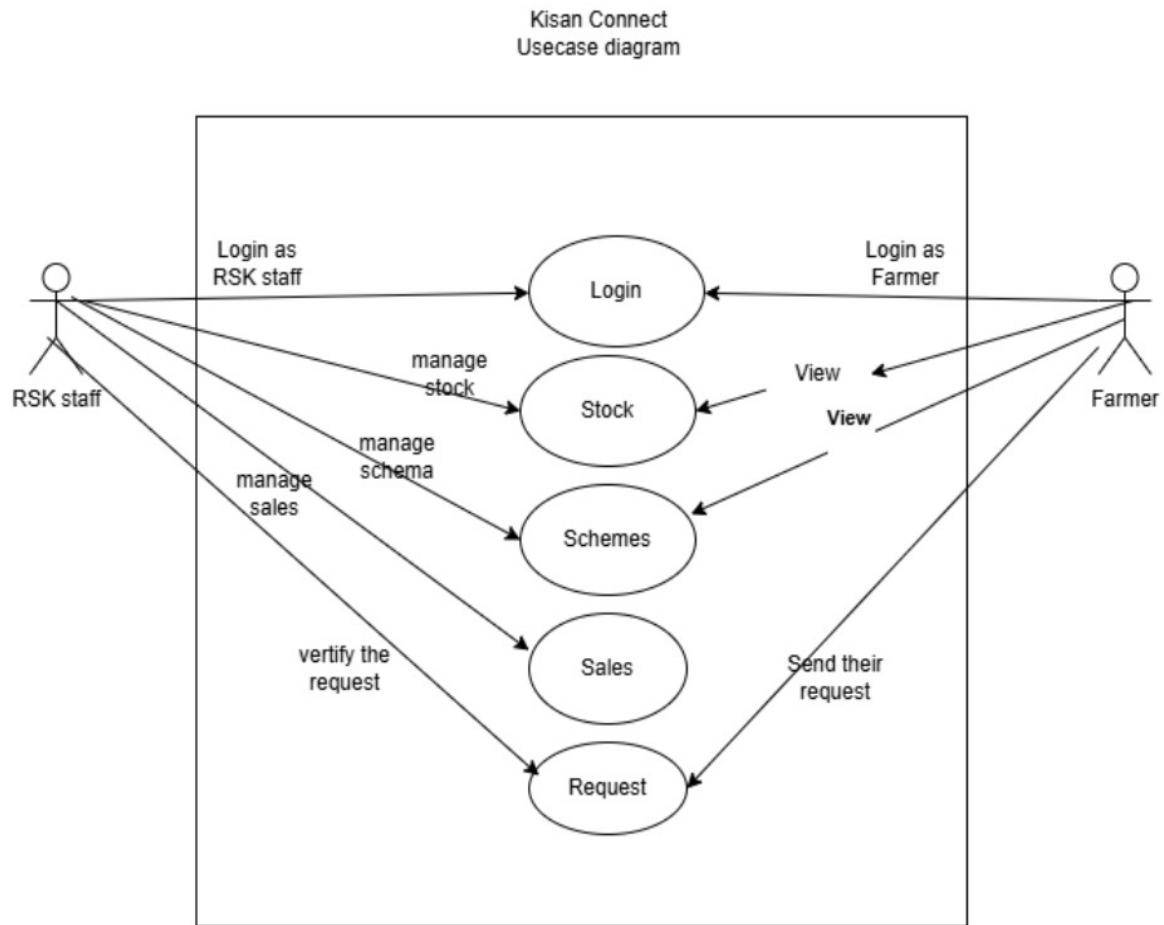 Kisan Connect
Usecase diagram
Login as
RSK staff
Login as
Farmer
Login
RSK staff
manage
stock
Stock
View
View
Farmer
manage
schema
Schemes
manage
sales
Sales
vertify the
request
Send their
request
Request